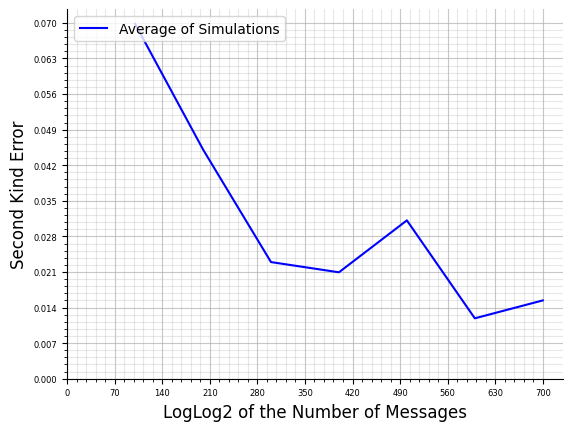 Average of Simulations
Second Kind Error
0.070
0.063
0.056
0.049
0.042
0.035
0.028
0.021
0.014
0.007
0.000
0 70 140 210 280 350 420 490 560 630 700
LogLog2 of the Number of Messages